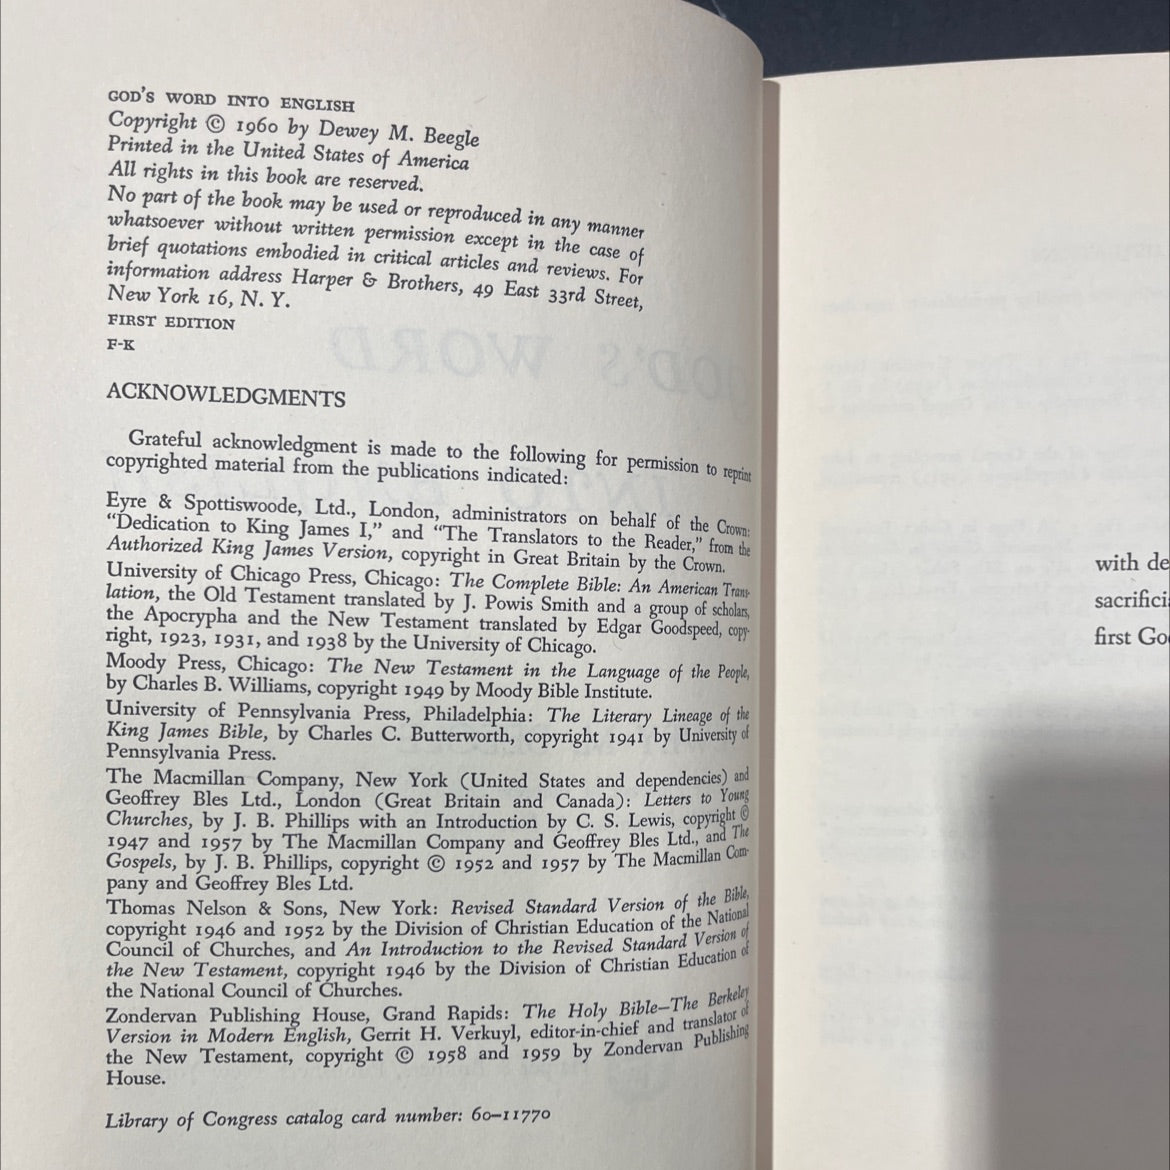 GOD'S WORD INTO ENGLISH
Copyright © 1960 by Dewey M. Beegle
Printed in the United States of America
All rights in this book are reserved.
No part of the book may be used or reproduced in any manner
whatsoever without written permission except in the case of
brief quotations embodied in critical articles and reviews. For
information address Harper & Brothers, 49 East 33rd Street,
New York 16, N. Y.
FIRST EDITION
F-K
ACKNOWLEDGMENTS
Grateful acknowledgment is made to the following for permission to reprint
copyrighted material from the publications indicated:
Eyre & Spottiswoode, Ltd., London, administrators on behalf of the Crown:
"Dedication to King James I," and "The Translators to the Reader," from the
Authorized King James Version, copyright in Great Britain by the Crown.
University of Chicago Press, Chicago: The Complete Bible: An American Trans-
lation, the Old Testament translated by J. Powis Smith and a group of scholars,
the Apocrypha and the New Testament translated by Edgar Goodspeed, copy-
right, 1923, 1931, and 1938 by the University of Chicago.
Moody Press, Chicago: The New Testament in the Language of the People,
by Charles B. Williams, copyright 1949 by Moody Bible Institute.
University of Pennsylvania Press, Philadelphia: The Literary Lineage of the
King James Bible, by Charles C. Butterworth, copyright 1941 by University of
Pennsylvania Press.
The Macmillan Company, New York (United States and dependencies) and
Geoffrey Bles Ltd., London (Great Britain and Canada): Letters to Young
Churches, by J. B. Phillips with an Introduction by C. S. Lewis, copyright ©
1947 and 1957 by The Macmillan Company and Geoffrey Bles Ltd., and The
Gospels, by J. B. Phillips, copyright © 1952 and 1957 by The Macmillan Com-
pany and Geoffrey Bles Ltd.
Thomas Nelson & Sons, New York: Revised Standard Version of the Bible,
copyright 1946 and 1952 by the Division of Christian Education of the National
Council of Churches, and An Introduction to the Revised Standard Version of
the New Testament, copyright 1946 by the Division of Christian Education of
the National Council of Churches.
Zondervan Publishing House, Grand Rapids: The Holy Bible—The Berkeley
Version in Modern English, Gerrit H. Verkuyl, editor-in-chief and translator of
the New Testament, copyright © 1958 and 1959 by Zondervan Publishing
House.
Library of Congress catalog card number: 60–11770
with de
sacrifici
first Go